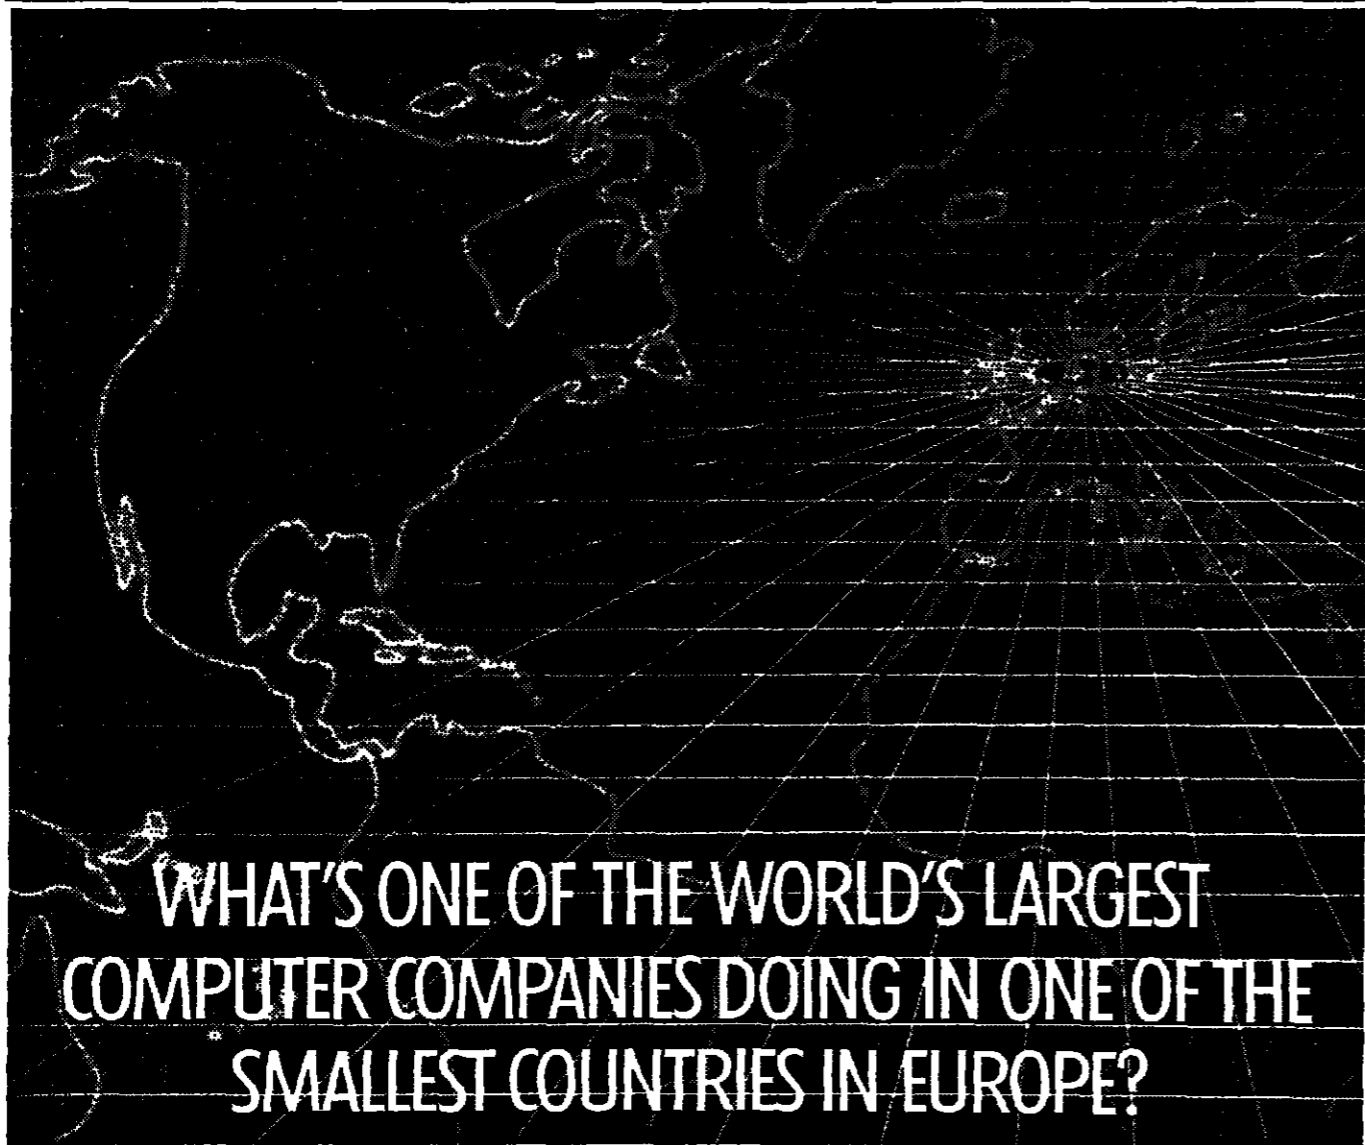 WHAT'S ONE OF THE WORLD'S LARGEST
COMPUTER COMPANIES DOING IN ONE OF THE
SMALLEST COUNTRIES IN EUROPE?